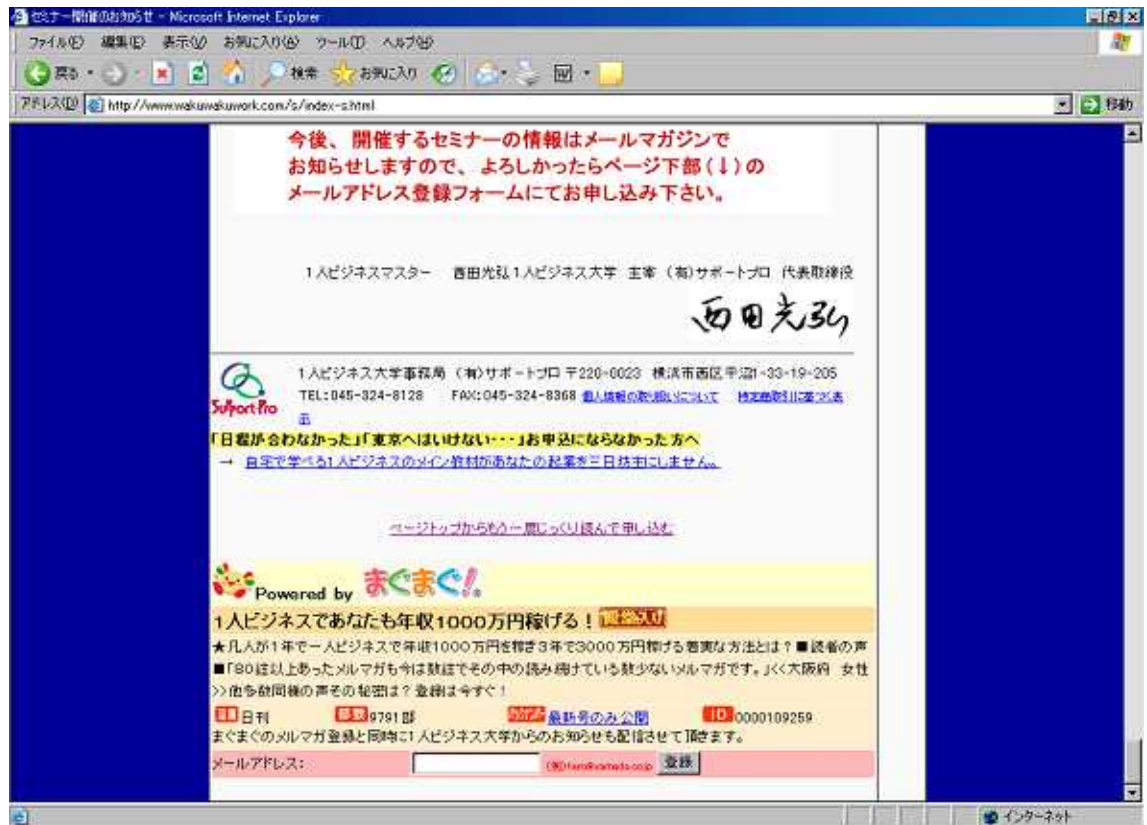 セミナー開催のお知らせ - Microsoft Internet Explorer
ファイル(F) 編集(E) 表示(V) お気に入り(A) ツール(T) ヘルプ(H)
戻る 検索 お気に入り
アドレス(D) http://www.wakuwakuwork.com/s/index-s.html 移動
今後、開催するセミナーの情報はメールマガジンで
お知らせしますので、よろしかったらページ下部(↓)の
メールアドレス登録フォームにてお申し込み下さい。
1人ビジネスマスター 西田光弘1人ビジネス大学 主宰 (有)サポートプロ 代表取締役
西田光弘
1人ビジネス大学事務局 (有)サポートプロ 〒220-0023 横浜市西区平沼1-33-19-205
Support Pro
TEL:045-324-8128 FAX:045-324-8368 個人情報の取り扱いについて 特定商取引に基づく表
示
「日程が合わなかった」「東京へはいけない・・・」お申込にならなかった方へ
→ 自宅で学べる1人ビジネスのメイン教材があなたの起業を三日坊主にしません。
ページトップからもう一度じっくり読んで申し込む
Powered by まぐまぐ!
1人ビジネスであなたも年収1000万円稼げる!
★凡人が1年で一人ビジネスで年収1000万円を稼ぎ3年で3000万円稼げる着実な方法とは?■読者の声
■「80誌以上あったメルマガも今は数誌でその中の読み続けている数少ないメルマガです。」<<大阪府 女性
>>他多数同様の声その秘密は?登録は今すぐ!
日刊 部数 9791部 最新号のみ公開 ID 0000109259
まぐまぐのメルマガ登録と同時に1人ビジネス大学からのお知らせも配信させて頂きます。
メールアドレス: 登録
インターネット